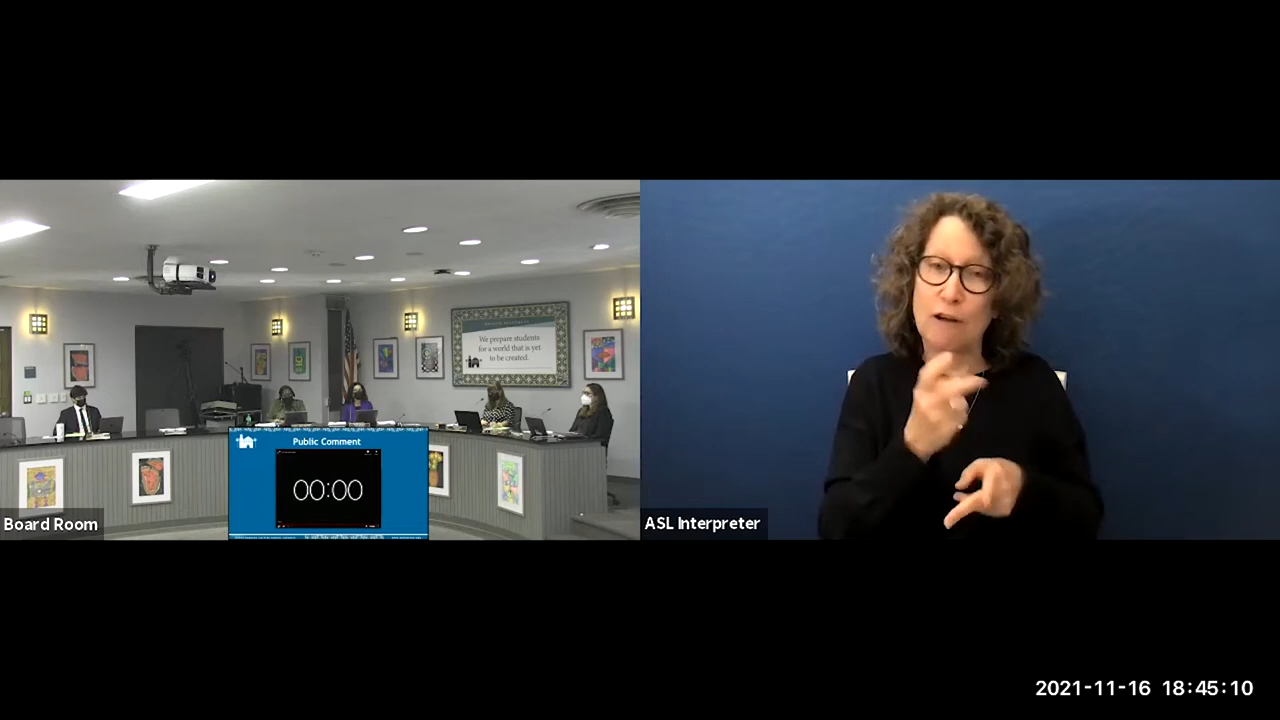 We prepare students
for a world that is yet
to be created.
Public Comment
00:00
Board Room
ASL Interpreter
2021-11-16 18:45:10